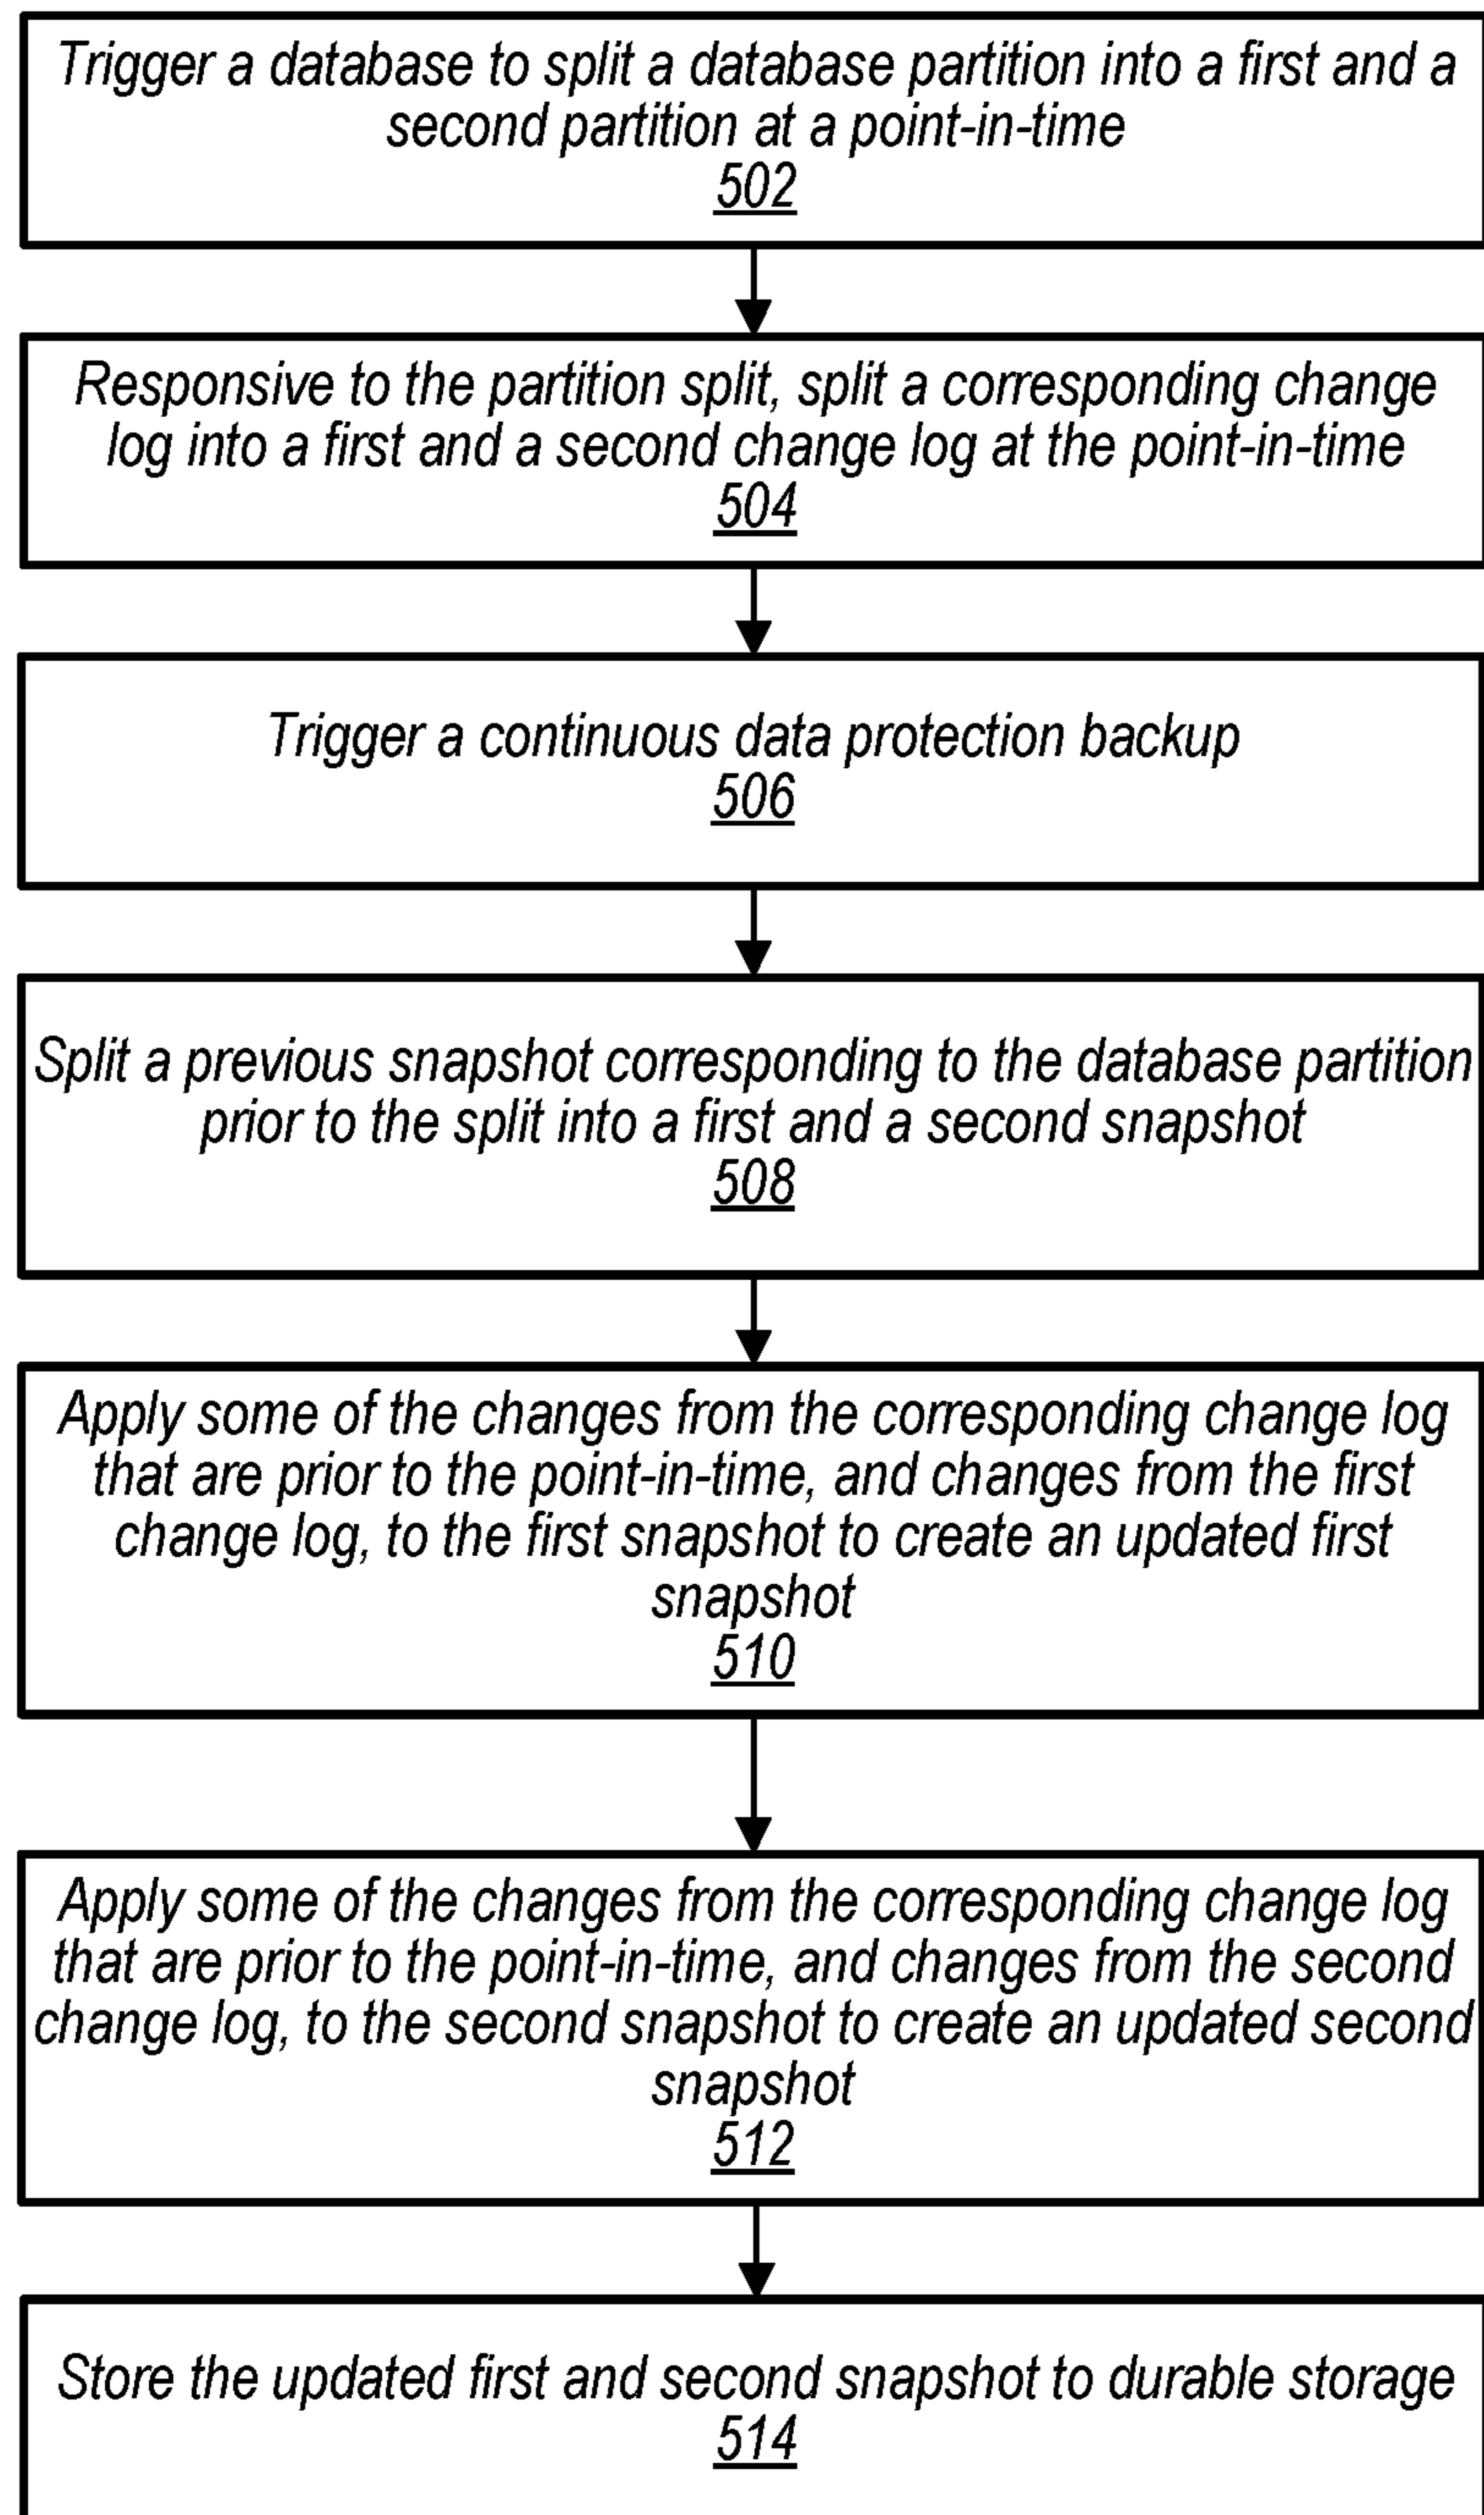 Trigger a database to split a database partition into a first and a
second partition at a point-in-time
502
Responsive to the partition split, split a corresponding change
log into a first and a second change log at the point-in-time
504
Trigger a continuous data protection backup
506
Split a previous snapshot corresponding to the database partition
prior to the split into a first and a second snapshot
508
Apply some of the changes from the corresponding change log
that are prior to the point-in-time, and changes from the first
change log, to the first snapshot to create an updated first
snapshot
510
Apply some of the changes from the corresponding change log
that are prior to the point-in-time, and changes from the second
change log, to the second snapshot to create an updated second
snapshot
512
Store the updated first and second snapshot to durable storage
514